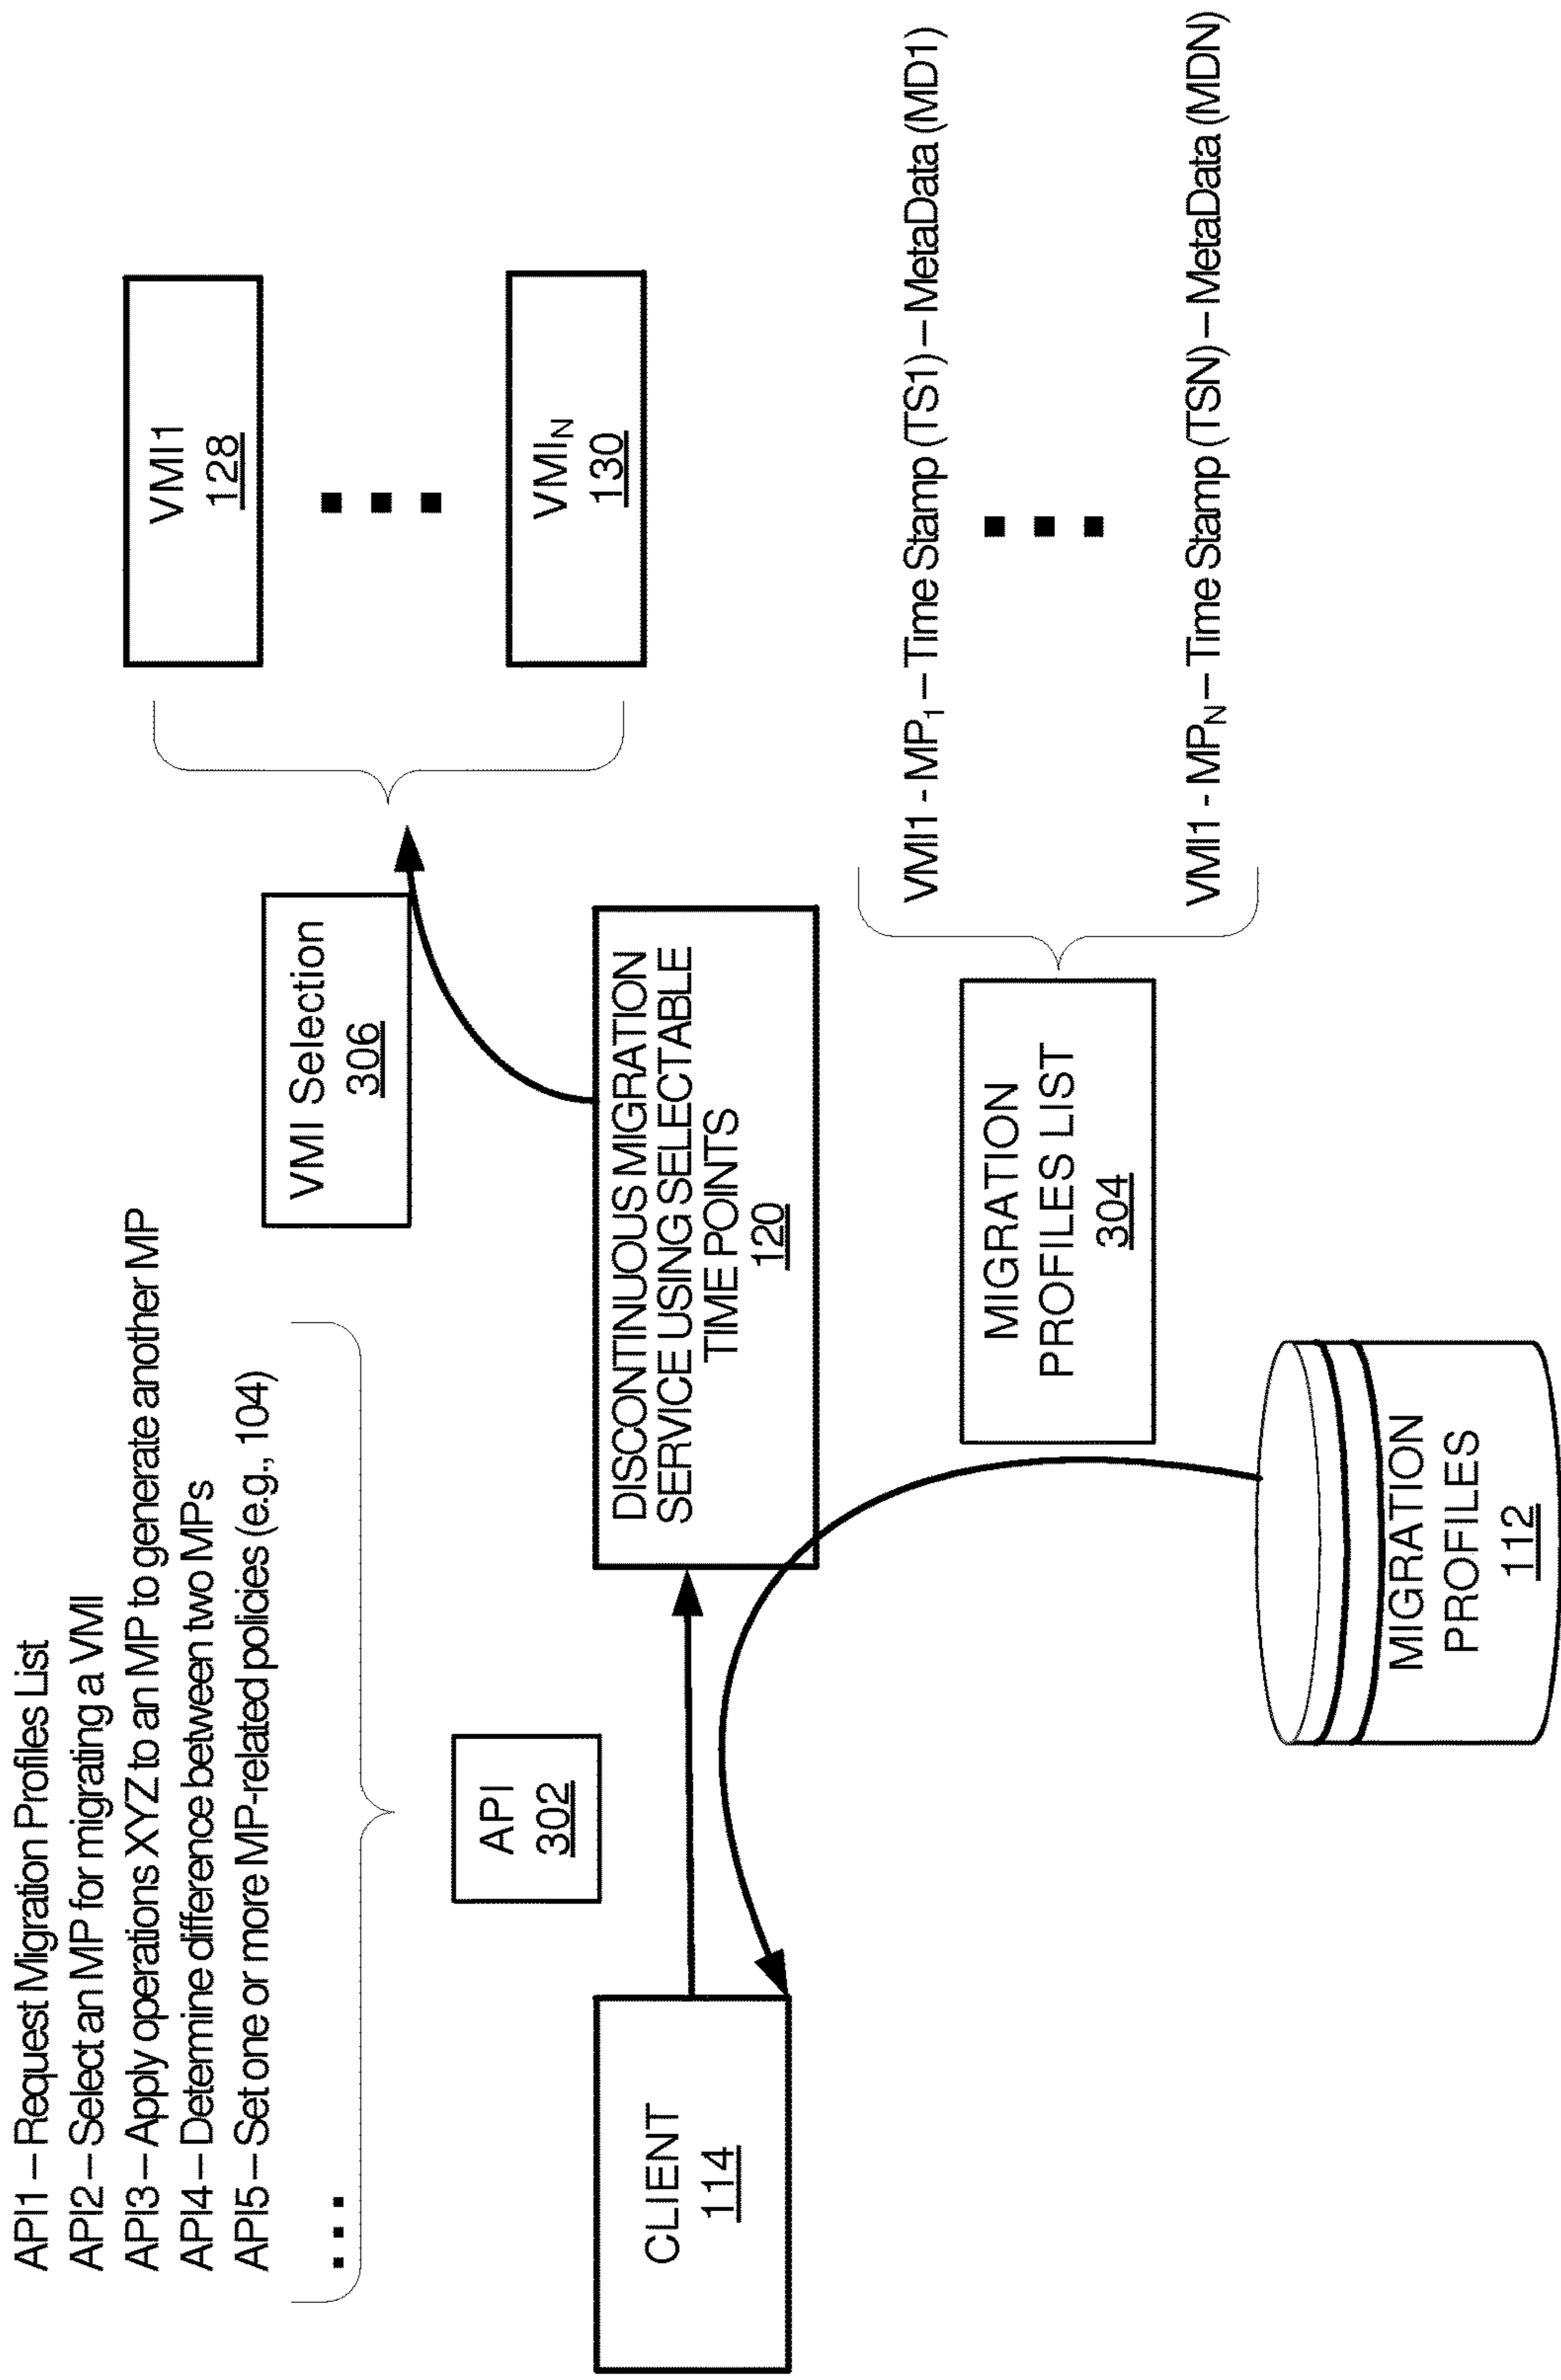 API1 – Request Migration Profiles List
API2 – Select an MP for migrating a VMI
API3 – Apply operations XYZ to an MP to generate another MP
API4 – Determine difference between two MPs
API5 – Set one or more MP-related policies (e.g., 104)
...
API
302
CLIENT
114
DISCONTINUOUS MIGRATION
SERVICE USING SELECTABLE
TIME POINTS
120
VMI Selection
306
VMI1
128
VMI_N
130
MIGRATION
PROFILES LIST
304
VMI1 - MP_1 – Time Stamp (TS1) – MetaData (MD1)
VMI1 - MP_N – Time Stamp (TSN) – MetaData (MDN)
MIGRATION
PROFILES
112